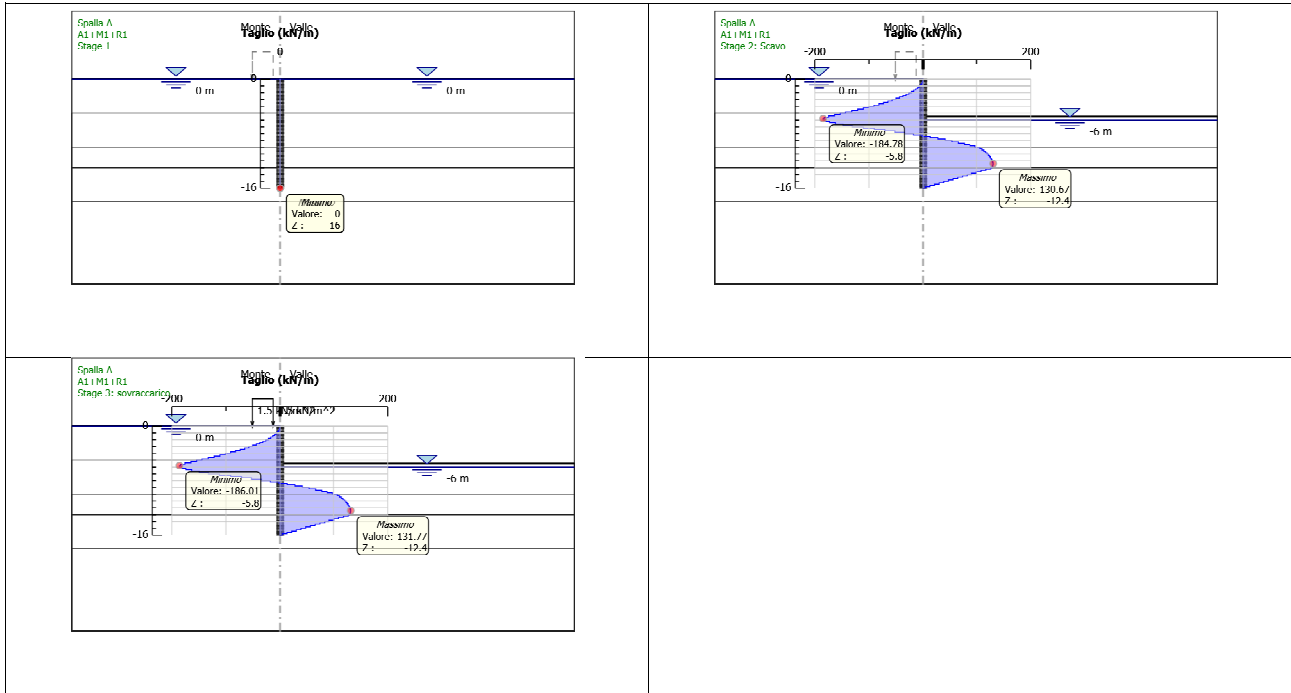 Spalla A
A1+M1+R1
Stage 1
Monte Valle
Taglio (kN/m)
0
0
0 m
0 m
-16
Minimo
Valore: 0
Z : 16
Spalla A
A1+M1+R1
Stage 2: Scavo
Monte Valle
Taglio (kN/m)
-200
200
0
0 m
-6 m
Minimo
Valore: -184.78
Z : -5.8
Massimo
Valore: 130.67
Z : -12.4
-16
Spalla A
A1+M1+R1
Stage 3: sovraccarico
Monte Valle
Taglio (kN/m)
-200
200
0
0 m
-6 m
Minimo
Valore: -186.01
Z : -5.8
Massimo
Valore: 131.77
Z : -12.4
-16